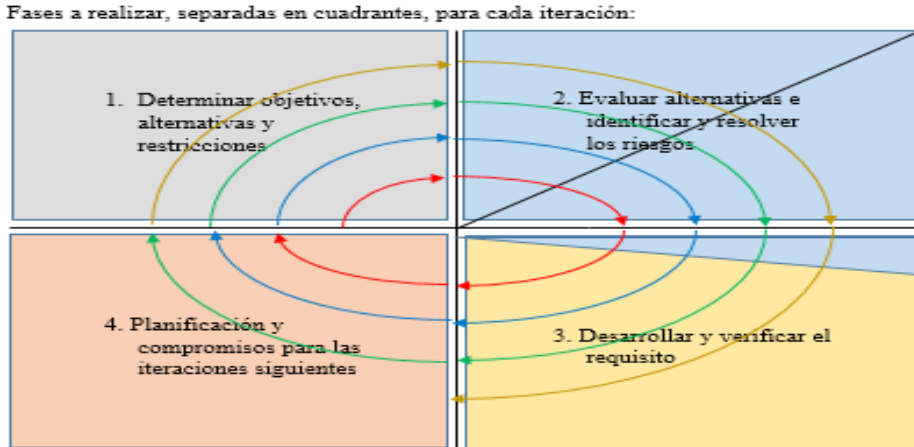 Fases a realizar, separadas en cuadrantes, para cada iteración:
1. Determinar objetivos,
alternativas y
restricciones
2. Evaluar alternativas e
identificar y resolver
los riesgos
4. Planificación y
compromisos para las
iteraciones siguientes
3. Desarrollar y verificar el
requisito